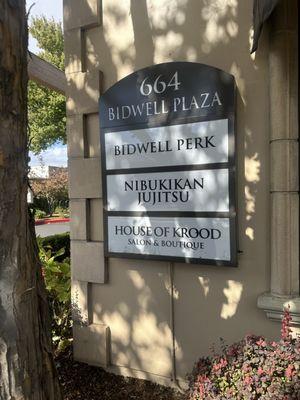 664
BIDWELL PLAZA
BIDWELL PERK
NIBUKIKAN
JUJITSU
HOUSE OF KROOD
SALON & BOUTIQUE